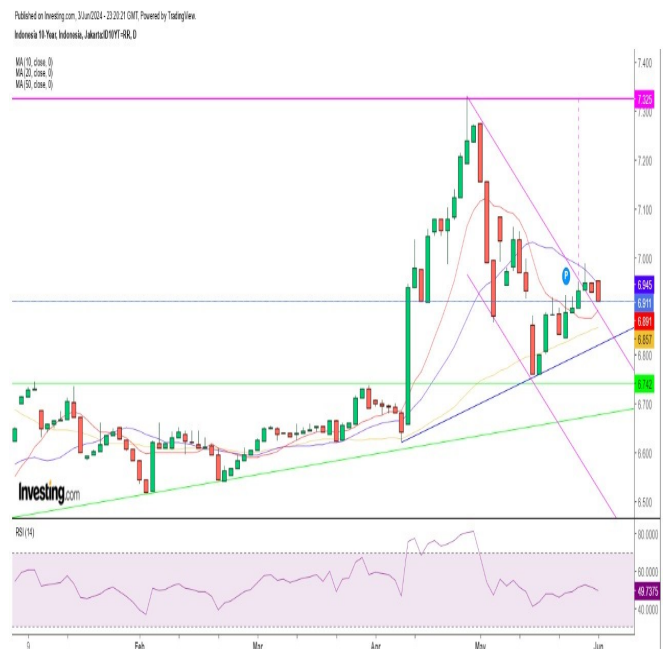 Published on Investing.com, 3/Jun/2024 - 23:20:21 GMT, Powered by TradingView.
Indonesia 10-Year, Indonesia, Jakarta:ID10YT=RR, D
MA (10, close, 0)
MA (20, close, 0)
MA (50, close, 0)
7.400
7.325
7.300
7.200
7.100
7.000
6.945
6.911
6.891
6.857
6.800
6.742
6.700
6.600
6.500
P
Investing.com
RSI (14)
80.0000
60.0000
49.7375
40.0000
9
Feb
Mar
Apr
May
Jun